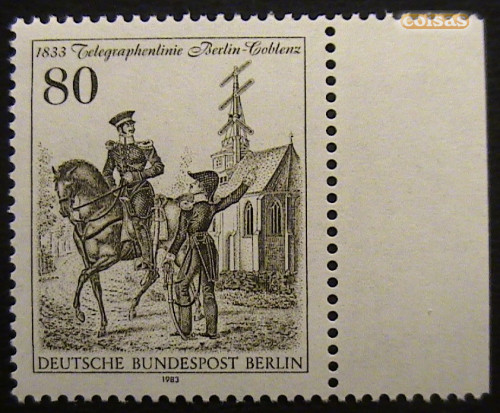 coisas
1833 Telegraphenlinie Berlin-Coblenz
80
DEUTSCHE BUNDESPOST BERLIN
1983